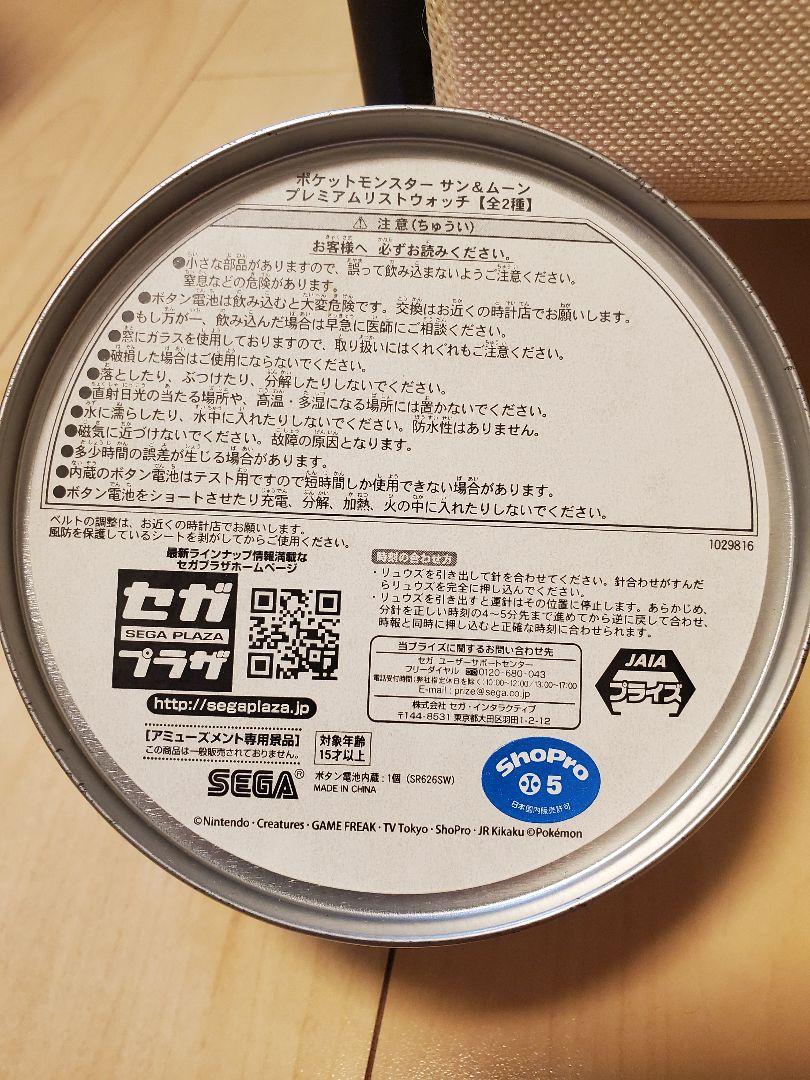 ポケットモンスター サン&ムーン
プレミアムリストウォッチ【全2種】
⚠ 注意(ちゅうい)
お客様へ 必ずお読みください。
●小さな部品がありますので、誤って飲み込まないようご注意ください。
窒息などの危険があります。
●ボタン電池は飲み込むと大変危険です。交換はお近くの時計店でお願いします。
●もし万が一、飲み込んだ場合は早急に医師にご相談ください。
●窓にガラスを使用しておりますので、取り扱いにはくれぐれもご注意ください。
●破損した場合はご使用にならないでください。
●落としたり、ぶつけたり、分解したりしないでください。
●直射日光の当たる場所や、高温・多湿になる場所には置かないでください。
●水に濡らしたり、水中に入れたりしないでください。防水性はありません。
●磁気に近づけないでください。故障の原因となります。
●多少時間の誤差が生じる場合があります。
●内蔵のボタン電池はテスト用ですので短時間しか使用できない場合があります。
●ボタン電池をショートさせたり充電、分解、加熱、火の中に入れたりしないでください。
1029816
ベルトの調整は、お近くの時計店でお願いします。
風防を保護しているシートを剥がしてからご使用ください。
最新ラインナップ情報満載な
セガプラザホームページ
セガ
SEGA PLAZA
プラザ
http://segaplaza.jp
時刻の合わせ方
・リュウズを引き出して針を合わせてください。針合わせがすんだ
らリュウズを完全に押し込んでください。
・リュウズを引き出すと運針はその位置に停止します。あらかじめ、
分針を正しい時刻の4〜5分先まで進めてから逆に戻して合わせ、
時報と同時に押し込むと正確な時刻に合わせられます。
当プライズに関するお問い合わせ先
セガ ユーザーサポートセンター
フリーダイヤル 0120-680-043
電話受付時間:(弊社指定休日を除く)10:00〜12:00/13:00〜17:00
E-mail:prize@sega.co.jp
株式会社 セガ・インタラクティブ
〒144-8531 東京都大田区羽田1-2-12
JAIA
プライズ
【アミューズメント専用景品】
この商品は一般販売されておりません。
対象年齢
15才以上
SEGA®
ボタン電池内蔵:1個 (SR626SW)
MADE IN CHINA
ShoPro
5
日本国内販売許可
©Nintendo・Creatures・GAME FREAK・TV Tokyo・ShoPro・JR Kikaku ©Pokémon